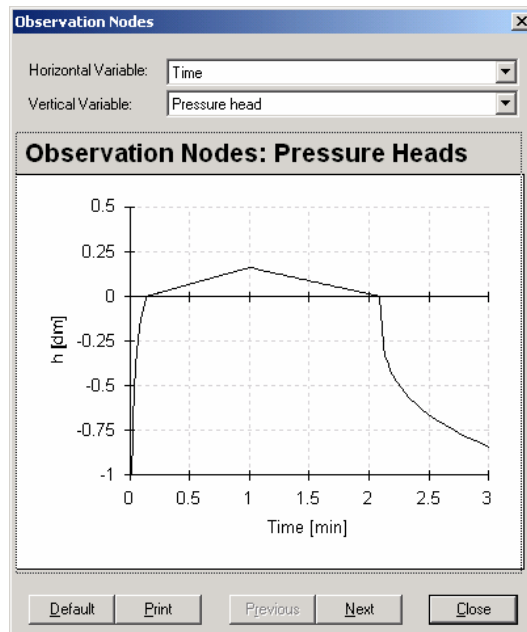 Observation Nodes
Horizontal Variable: Time
Vertical Variable: Pressure head
Observation Nodes: Pressure Heads
0.5
0.25
0
-0.25
-0.5
-0.75
-1
h [dm]
0 0.5 1 1.5 2 2.5 3
Time [min]
Default Print Previous Next Close